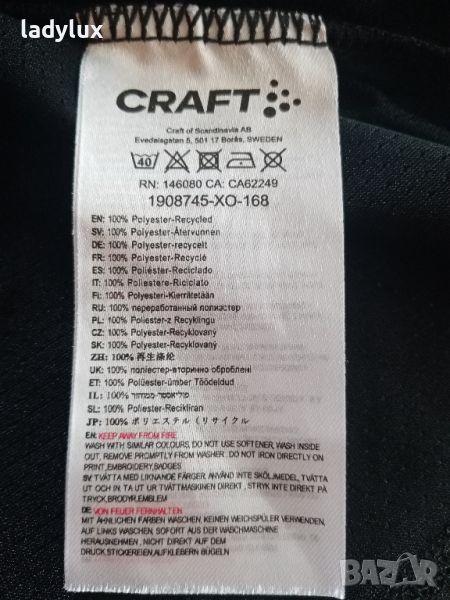 ladylux
CRAFT
Craft of Scandinavia AB
Evedalsgatan 5, 501 17 Borås, SWEDEN
40
RN: 146080 CA: CA62249
1908745-XO-168
EN: 100% Polyester-Recycled
SV: 100% Polyester-Återvunnen
DE: 100% Polyester-recycelt
FR: 100% Polyester-Recyclé
ES: 100% Poliéster-Reciclado
IT: 100% Poliestere-Riciclato
FI: 100% Polyesteri-Kierrätetään
RU: 100% переработанный полиэстер
PL: 100% Poliester-z Recyklingu
CZ: 100% Polyester-Recyklovaný
SK: 100% Polyester-Recyklovaný
ZH: 100% 再生涤纶
UK: 100% поліестер-вторинно оброблені
ET: 100% Polüester-ümber Töödeldud
IL: 100% פוליאסטר-ממוחזר
SL: 100% Poliester-Recikliran
JP: 100% ポリエステル (リサイクル
EN: KEEP AWAY FROM FIRE
WASH WITH SIMILAR COLOURS, DO NOT USE SOFTENER, WASH INSIDE
OUT, REMOVE PROMPTLY FROM WASHER . DO NOT IRON DIRECTLY ON
PRINT,EMBROIDERY,BADGES
SV TVÄTTA MED LIKNANDE FÄRGER. ANVÄND INTE SKÖLJMEDEL, TVÄTTA
UT OCH IN. TA UR TVÄTTMASKINEN DIREKT , STRYK INTE DIREKT PÅ
TRYCK,BRODYR,EMBLEM
DE: VON FEUER FERNHALTEN
MIT ÄHNLICHEN FARBEN WASCHEN, KEINEN WEICHSPÜLER VERWENDEN,
AUF LINKS WASCHEN, SOFORT AUS DER WASCHMASCHINE
HERAUSNEHMEN , NICHT DIREKT AUF DEM
DRUCK,STICKEREIEN,AUFKLEBERN BÜGELN
BAZAR